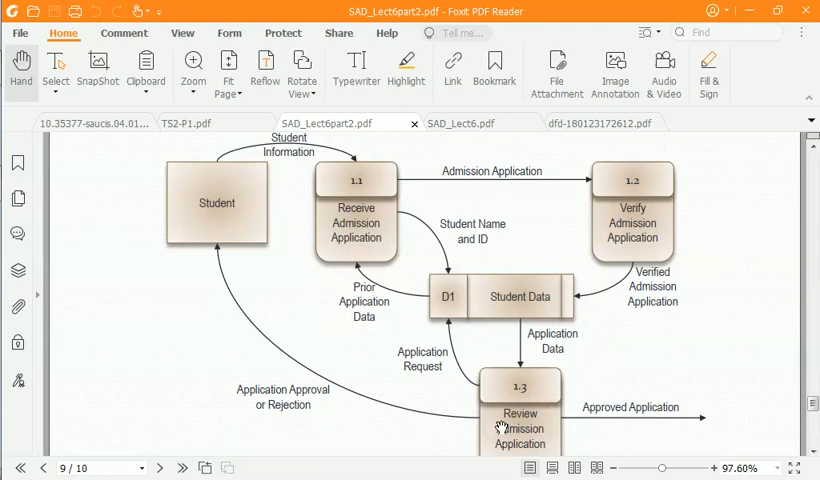 SAD_Lect6part2.pdf - Foxit PDF Reader
File Home Comment View Form Protect Share Help Tell me... Find
Hand Select SnapShot Clipboard Zoom Fit Page Reflow Rotate View Typewriter Highlight Link Bookmark File Attachment Image Annotation Audio & Video Fill & Sign
10.35377-saucis.04.01... TS2-P1.pdf SAD_Lect6part2.pdf SAD_Lect6.pdf dfd-180123172612.pdf
Student
Information
Student
1.1
Receive
Admission
Application
Admission Application
1.2
Verify
Admission
Application
Student Name
and ID
Prior
Application
Data
D1 Student Data
Verified
Admission
Application
Application
Data
Application
Request
1.3
Review
Admission
Application
Application Approval
or Rejection
Approved Application
9 / 10
97.60%